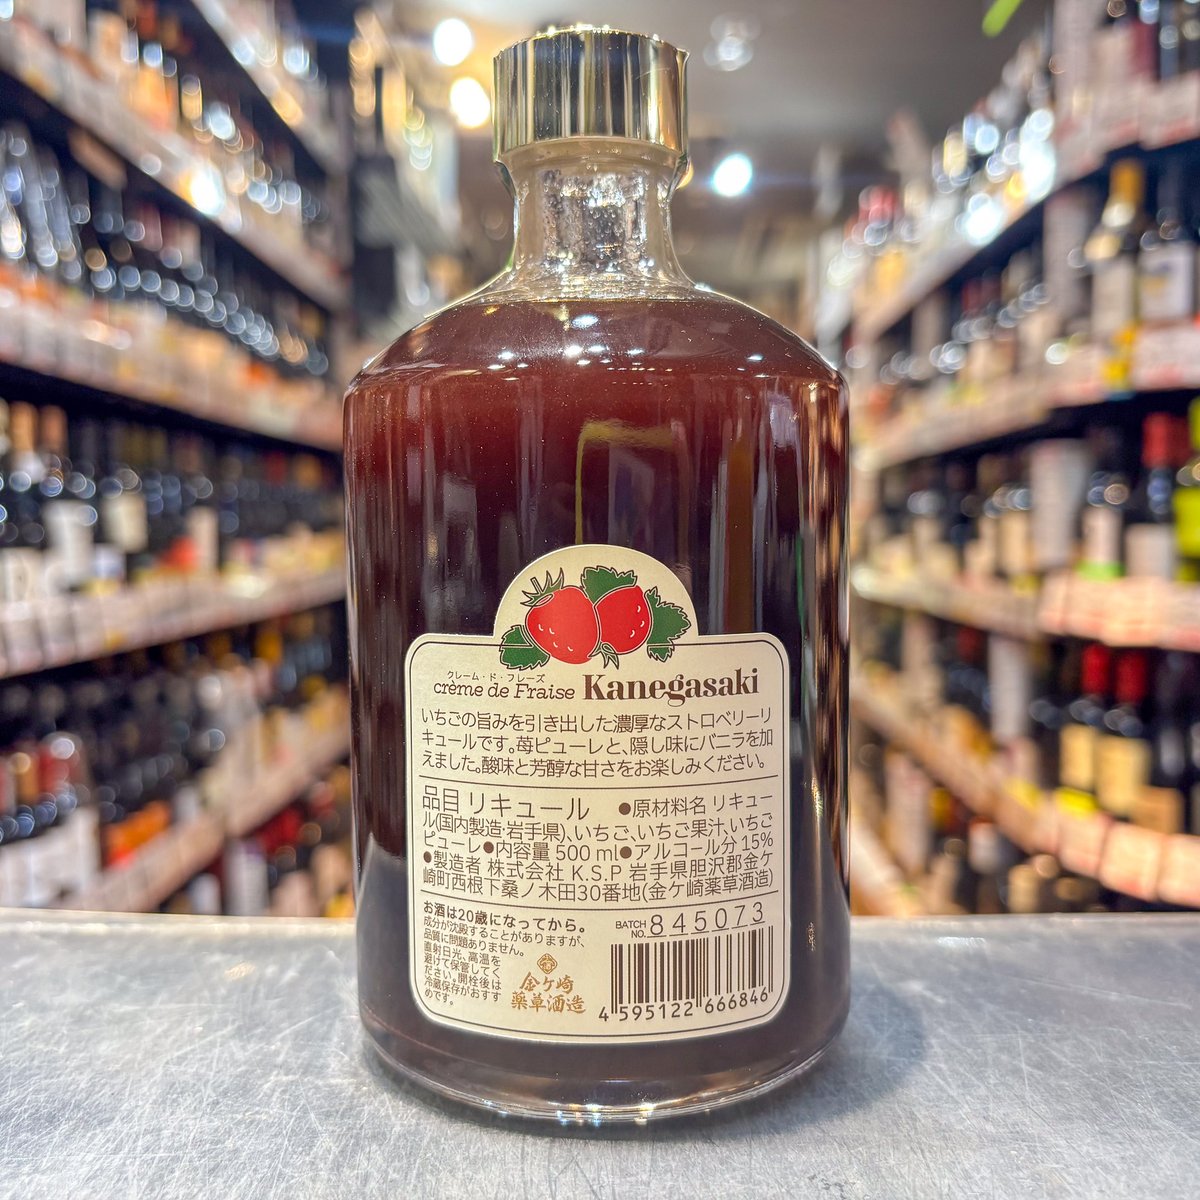 クレーム・ド・フレーズ
crème de Fraise Kanegasaki
いちごの旨みを引き出した濃厚なストロベリーリ
キュールです。苺ピューレと、隠し味にバニラを加
えました。酸味と芳醇な甘さをお楽しみください。
品目 リキュール ●原材料名 リキュー
ル(国内製造・岩手県)、いちご、いちご果汁、いちご
ピューレ●内容量 500 ml●アルコール分 15%
●製造者 株式会社 K.S.P 岩手県胆沢郡金ケ
崎町西根下桑ノ木田30番地(金ケ崎薬草酒造)
お酒は20歳になってから。
成分が沈殿することがありますが、
品質に問題ありません。
直射日光、高温を
避けて保管してく
ださい。開栓後は
冷蔵保存がおすす
めです。
金ケ崎
薬草酒造
BATCH NO. 845073
4 595122 666846